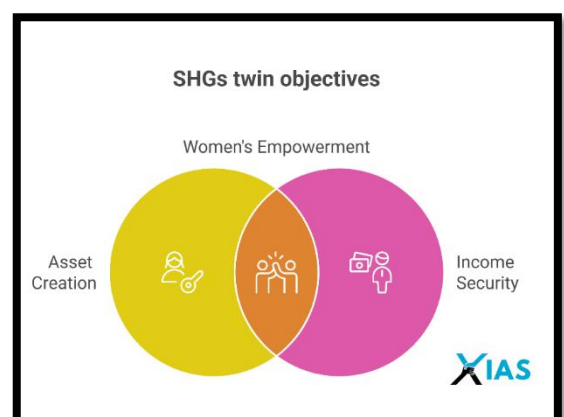 SHGs twin objectives
Women's Empowerment
Asset
Creation
Income
Security
XIAS